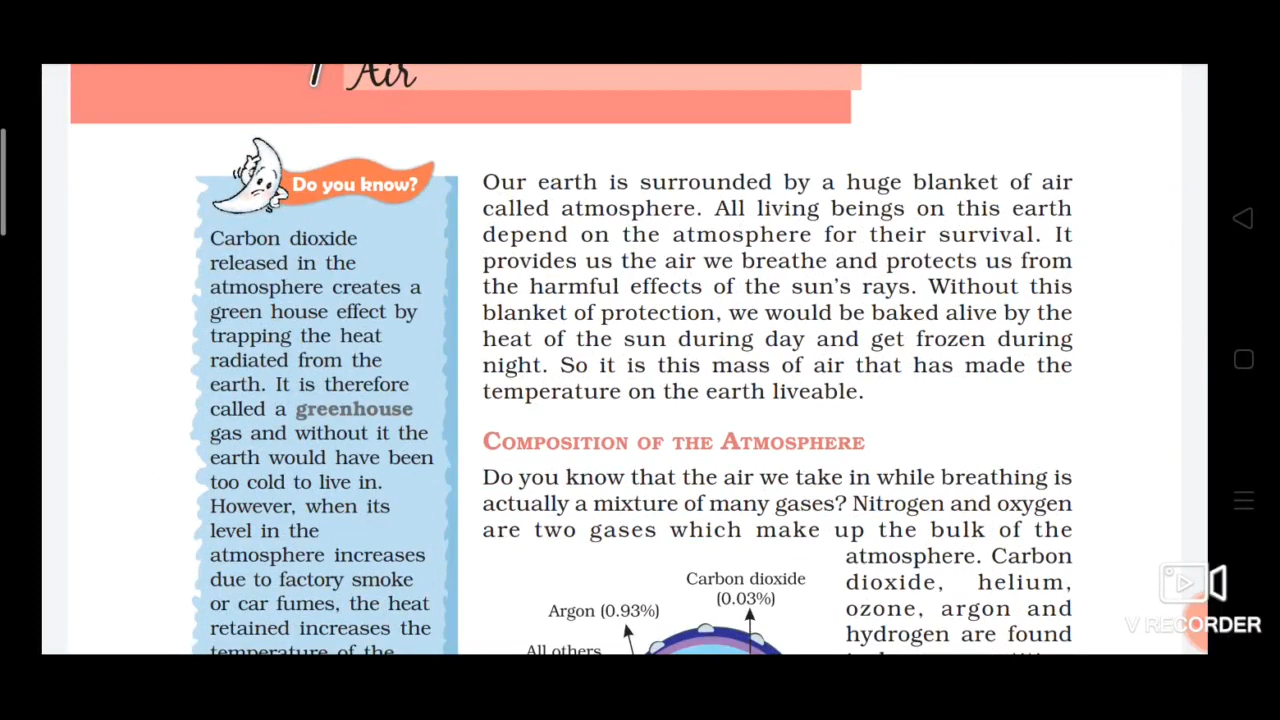 Air
Do you know?
Carbon dioxide
released in the
atmosphere creates a
green house effect by
trapping the heat
radiated from the
earth. It is therefore
called a greenhouse
gas and without it the
earth would have been
too cold to live in.
However, when its
level in the
atmosphere increases
due to factory smoke
or car fumes, the heat
retained increases the
temperature of the
Our earth is surrounded by a huge blanket of air
called atmosphere. All living beings on this earth
depend on the atmosphere for their survival. It
provides us the air we breathe and protects us from
the harmful effects of the sun's rays. Without this
blanket of protection, we would be baked alive by the
heat of the sun during day and get frozen during
night. So it is this mass of air that has made the
temperature on the earth liveable.
COMPOSITION OF THE ATMOSPHERE
Do you know that the air we take in while breathing is
actually a mixture of many gases? Nitrogen and oxygen
are two gases which make up the bulk of the
atmosphere. Carbon
dioxide, helium,
ozone, argon and
hydrogen are found
Carbon dioxide
(0.03%)
Argon (0.93%)
All others
V RECORDER